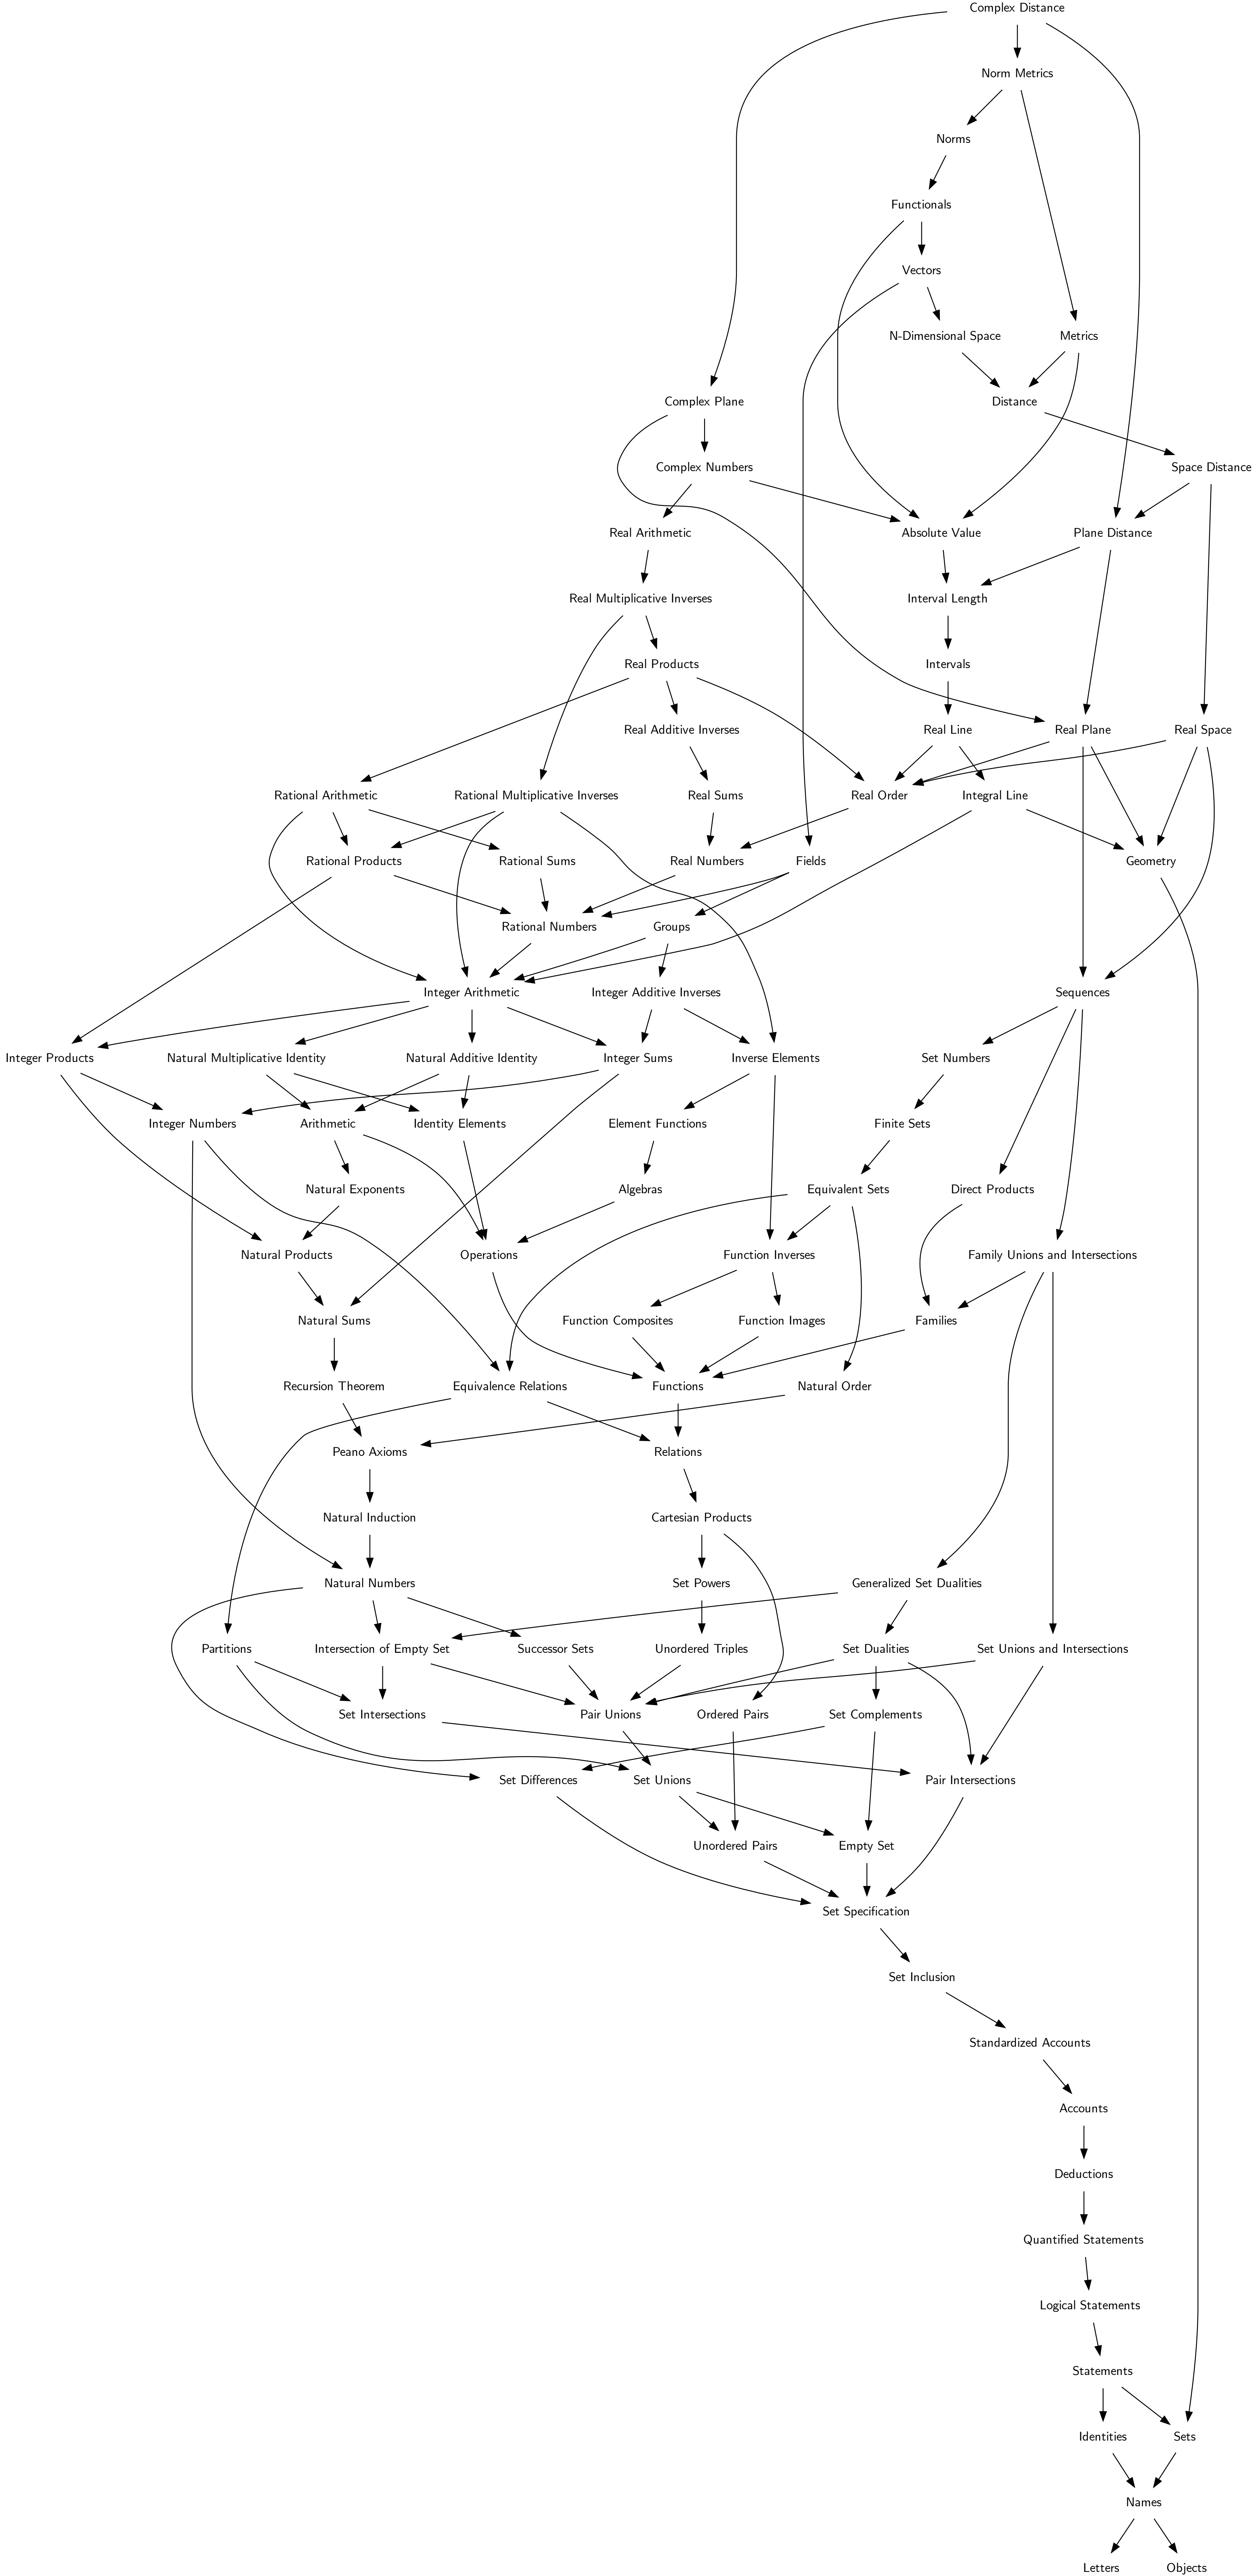 Complex Distance
Norm Metrics
Norms
Functionals
Vectors
N-Dimensional Space
Metrics
Complex Plane
Distance
Complex Numbers
Space Distance
Real Arithmetic
Absolute Value
Plane Distance
Real Multiplicative Inverses
Interval Length
Real Products
Intervals
Real Additive Inverses
Real Line
Real Plane
Real Space
Rational Arithmetic
Rational Multiplicative Inverses
Real Sums
Real Order
Integral Line
Rational Products
Rational Sums
Real Numbers
Fields
Geometry
Rational Numbers
Groups
Integer Arithmetic
Integer Additive Inverses
Sequences
Integer Products
Natural Multiplicative Identity
Natural Additive Identity
Integer Sums
Inverse Elements
Set Numbers
Integer Numbers
Arithmetic
Identity Elements
Element Functions
Finite Sets
Natural Exponents
Algebras
Equivalent Sets
Direct Products
Natural Products
Operations
Function Inverses
Family Unions and Intersections
Natural Sums
Function Composites
Function Images
Families
Recursion Theorem
Equivalence Relations
Functions
Natural Order
Peano Axioms
Relations
Natural Induction
Cartesian Products
Natural Numbers
Set Powers
Generalized Set Dualities
Partitions
Intersection of Empty Set
Successor Sets
Unordered Triples
Set Dualities
Set Unions and Intersections
Set Intersections
Pair Unions
Ordered Pairs
Set Complements
Set Differences
Set Unions
Pair Intersections
Unordered Pairs
Empty Set
Set Specification
Set Inclusion
Standardized Accounts
Accounts
Deductions
Quantified Statements
Logical Statements
Statements
Identities
Sets
Names
Letters
Objects